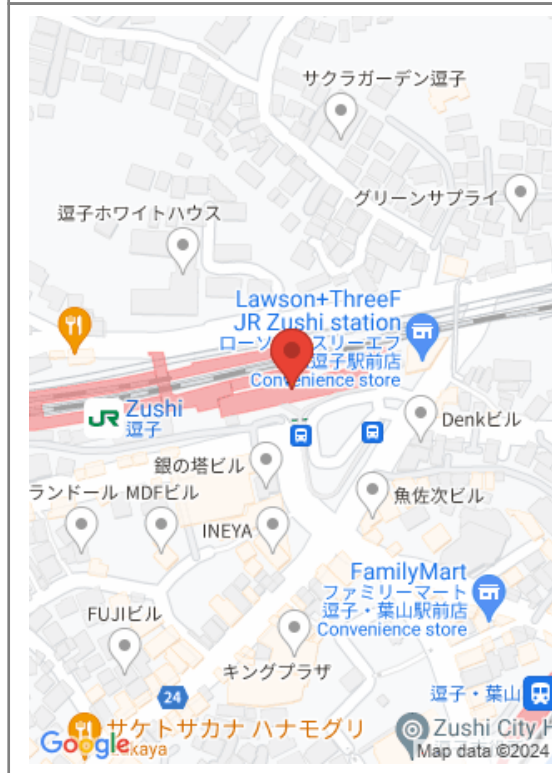 サクラガーデン逗子
グリーンサプライ
逗子ホワイトハウス
Lawson+ThreeF
JR Zushi station
ローソン スリーエフ
逗子駅前店
Convenience store
JR Zushi
逗子
Denkビル
銀の塔ビル
ランドール MDFビル
魚佐次ビル
INEYA
FamilyMart
ファミリーマート
逗子・葉山駅前店
Convenience store
FUJIビル
キングプラザ
24
逗子・葉山
サケトサカナ ハナモグリ
Google
Zushi City H
Map data ©2024